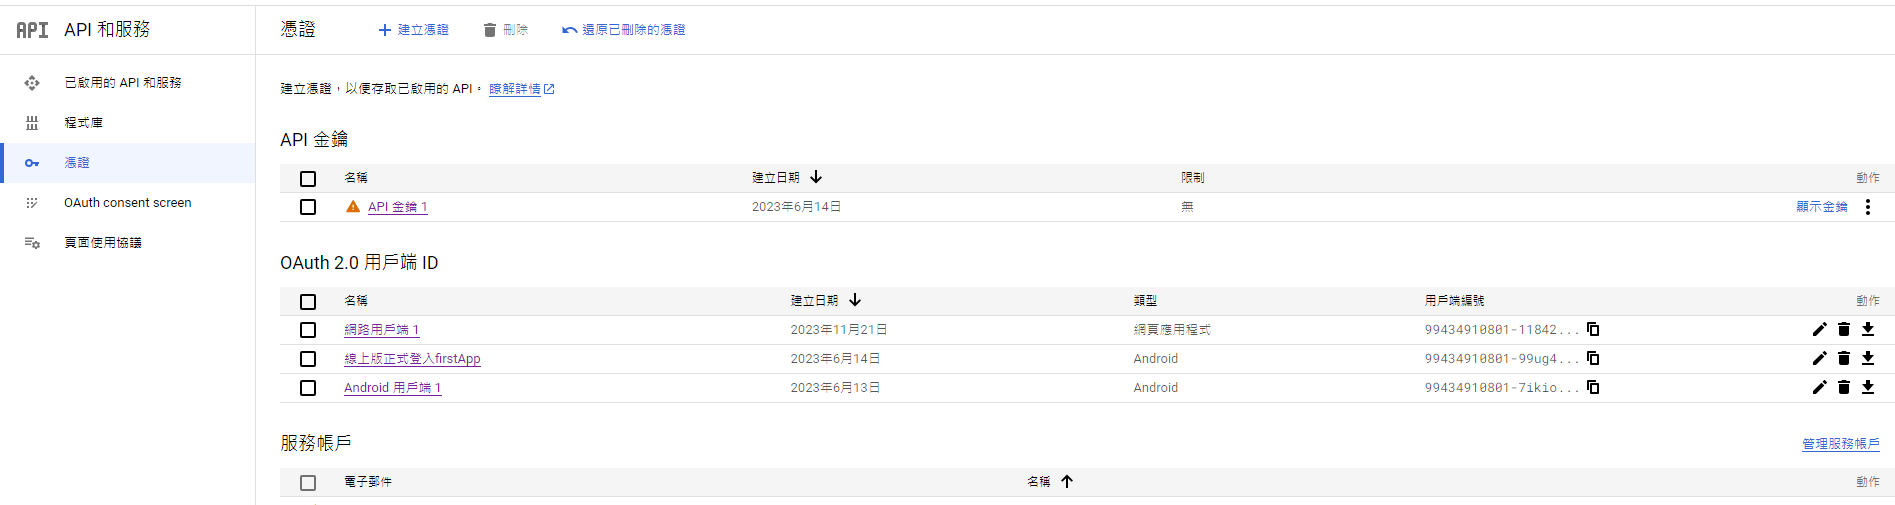 API API 和服務
憑證 建立憑證 刪除 還原已刪除的憑證
已啟用的 API 和服務
程式庫
憑證
OAuth consent screen
頁面使用協議
建立憑證，以便存取已啟用的 API。 瞭解詳情
API 金鑰
名稱 建立日期 限制 動作
API 金鑰 1 2023年6月14日 無 顯示金鑰
OAuth 2.0 用戶端 ID
名稱 建立日期 類型 用戶端編號 動作
網路用戶端 1 2023年11月21日 網頁應用程式 99434910801-11842...
線上版正式登入firstApp 2023年6月14日 Android 99434910801-99ug4...
Android 用戶端 1 2023年6月13日 Android 99434910801-7ikio...
服務帳戶 管理服務帳戶
電子郵件 名稱 動作